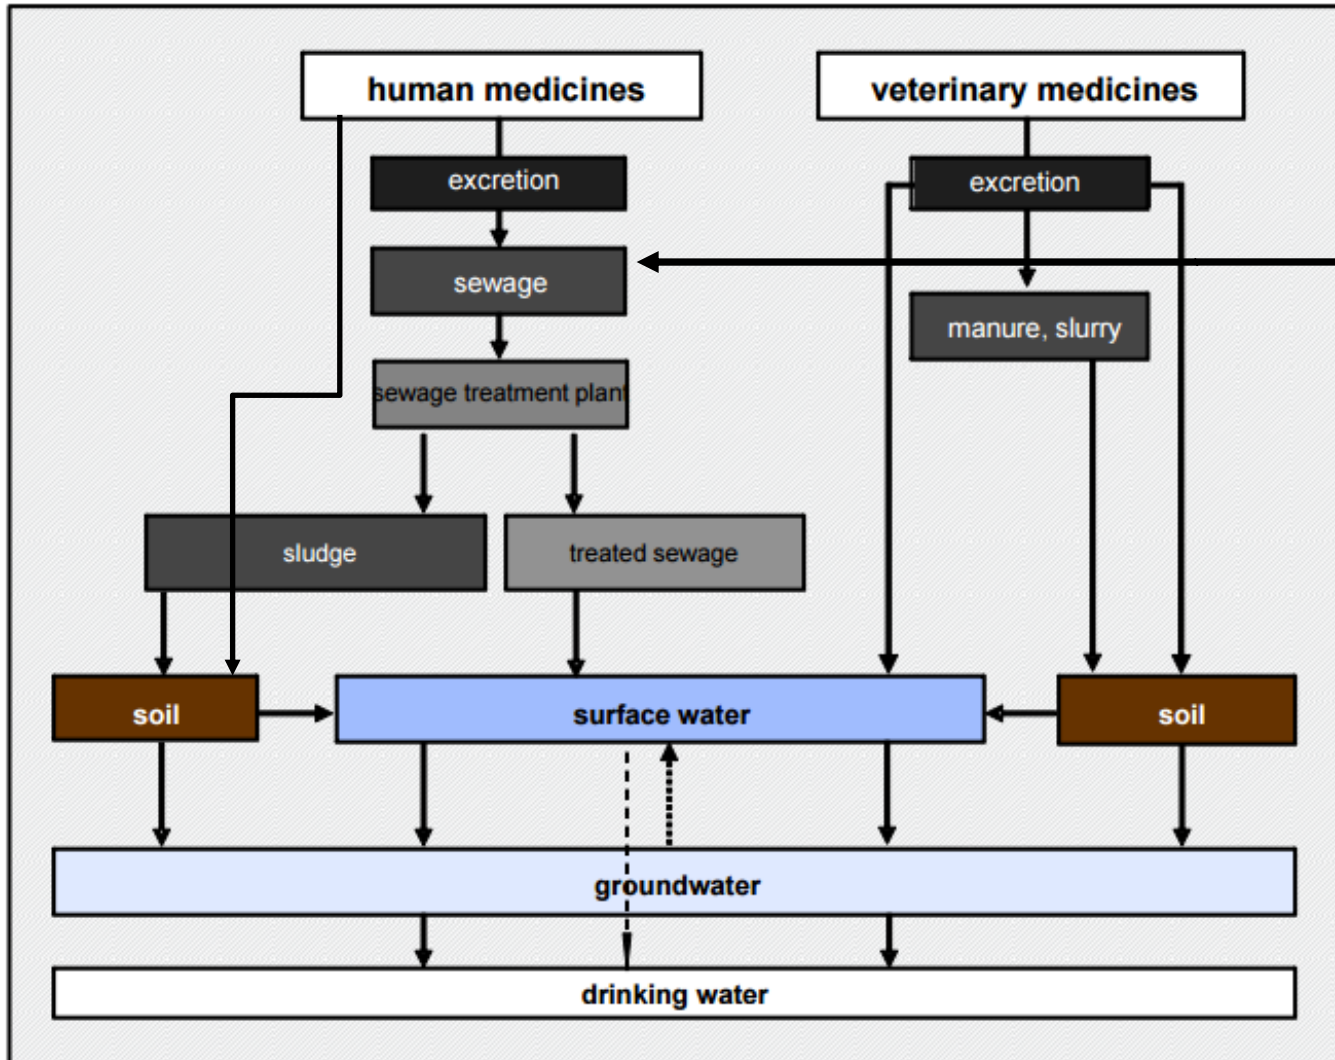 human medicines
veterinary medicines
excretion
excretion
sewage
manure, slurry
sewage treatment plant
sludge
treated sewage
soil
surface water
soil
groundwater
drinking water